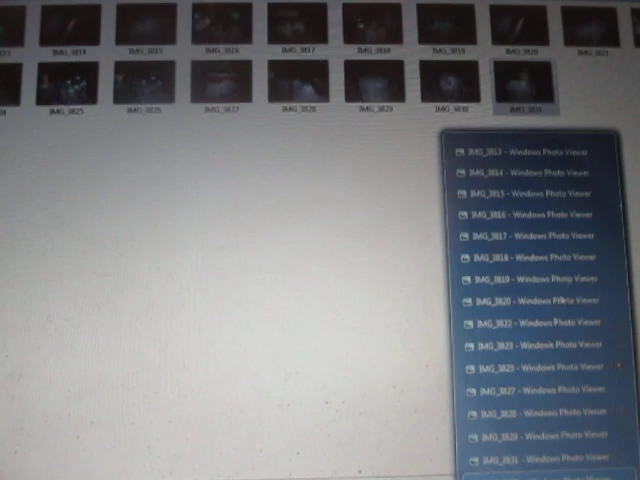 IMG_3814 IMG_3815 IMG_3816 IMG_3817 IMG_3818 IMG_3819 IMG_3820 IMG_3821
IMG_3825 IMG_3826 IMG_3827 IMG_3828 IMG_3829 IMG_3830 IMG_3831
IMG_3813 - Windows Photo Viewer
IMG_3814 - Windows Photo Viewer
IMG_3815 - Windows Photo Viewer
IMG_3816 - Windows Photo Viewer
IMG_3817 - Windows Photo Viewer
IMG_3818 - Windows Photo Viewer
IMG_3819 - Windows Photo Viewer
IMG_3820 - Windows Photo Viewer
IMG_3822 - Windows Photo Viewer
IMG_3823 - Windows Photo Viewer
IMG_3825 - Windows Photo Viewer
IMG_3827 - Windows Photo Viewer
IMG_3828 - Windows Photo Viewer
IMG_3829 - Windows Photo Viewer
IMG_3831 - Windows Photo Viewer